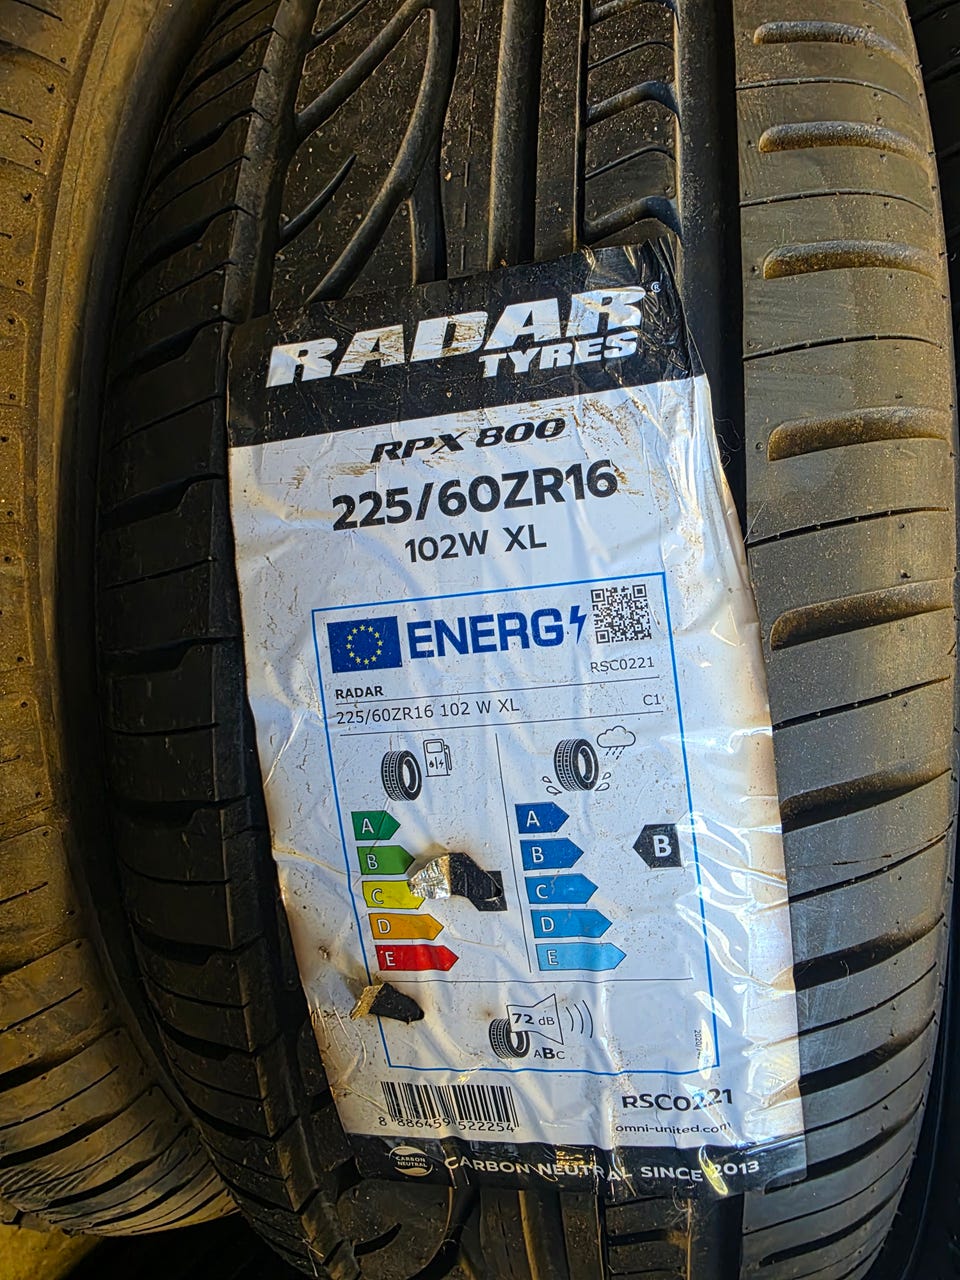 RADAR®
TYRES
RPX 800
225/60ZR16
102W XL
ENERG
RSC0221
RADAR
225/60ZR16 102 W XL
C1
A
B
C
D
E
A
B
C
D
E
B
72 dB
ABC
8 886459 522254
RSC0221
omni-united.com
CARBON
NEUTRAL
CARBON NEUTRAL SINCE 2013